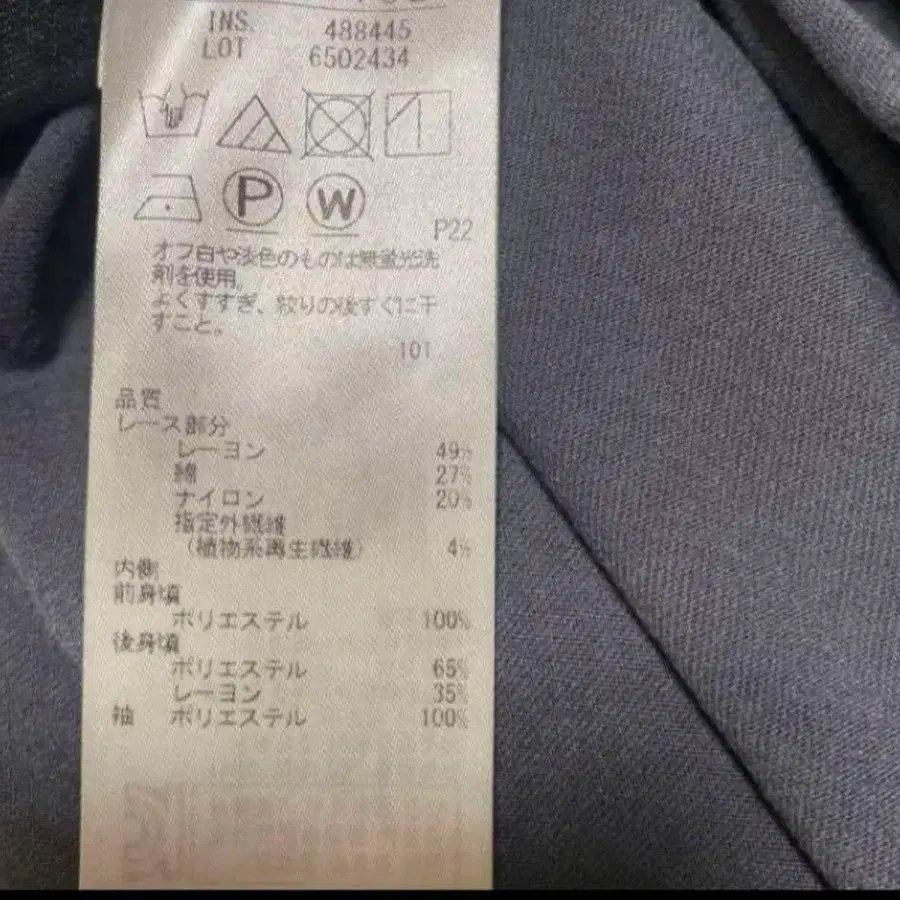 INS. 488445
LOT 6502434
P
W
P22
オフ白や淡色のものは無蛍光洗
剤を使用。
よくすすぎ、絞りの後すぐに干
すこと。
101
品質
レース部分
レーヨン 49%
綿 27%
ナイロン 20%
指定外繊維
(植物系再生繊維) 4%
内側
前身頃
ポリエステル 100%
後身頃
ポリエステル 65%
レーヨン 35%
袖 ポリエステル 100%